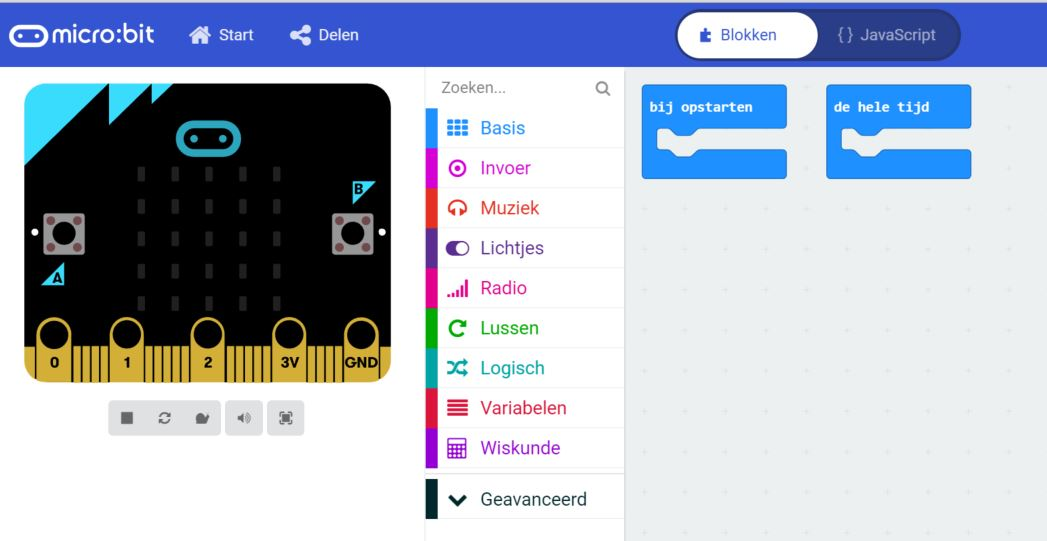 micro:bit
Start
Delen
Blokken
{} JavaScript
B
A
0 1 2 3V GND
Zoeken...
Basis
Invoer
Muziek
Lichtjes
Radio
Lussen
Logisch
Variabelen
Wiskunde
Geavanceerd
bij opstarten
de hele tijd